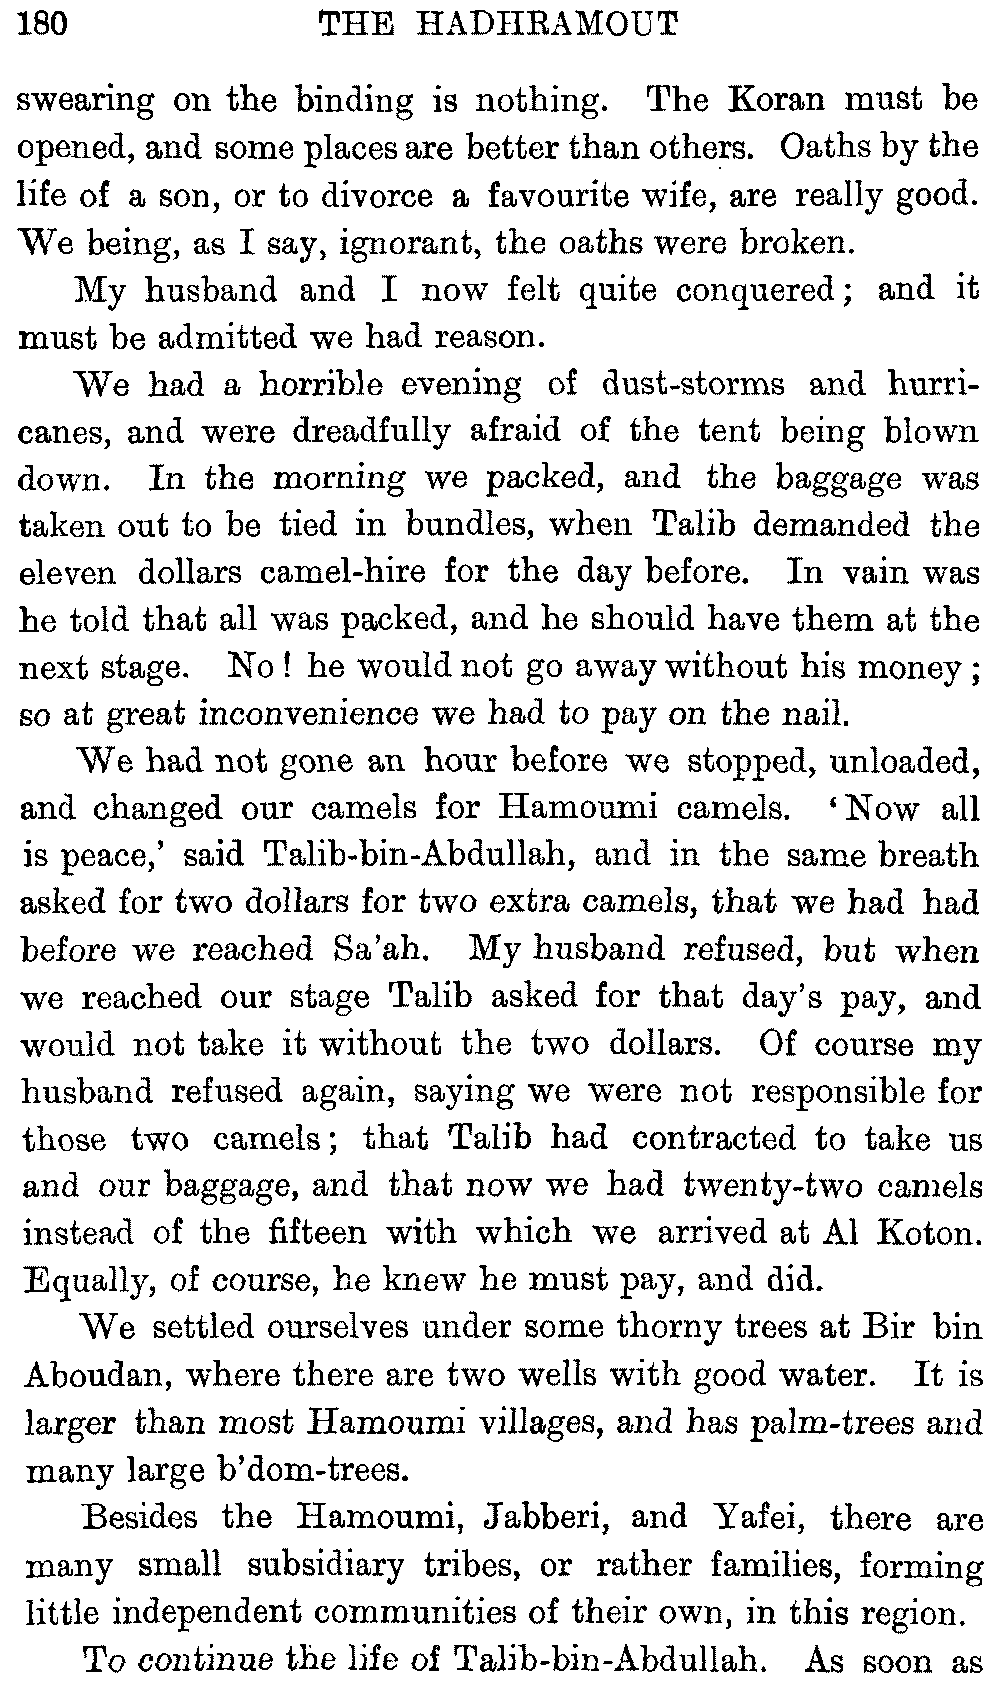 180 THE HADHRAMOUT
swearing on the binding is nothing. The Koran must be
opened, and some places are better than others. Oaths by the
life of a son, or to divorce a favourite wife, are really good.
We being, as I say, ignorant, the oaths were broken.
My husband and I now felt quite conquered; and it
must be admitted we had reason.
We had a horrible evening of dust-storms and hurri-
canes, and were dreadfully afraid of the tent being blown
down. In the morning we packed, and the baggage was
taken out to be tied in bundles, when Talib demanded the
eleven dollars camel-hire for the day before. In vain was
he told that all was packed, and he should have them at the
next stage. No! he would not go away without his money;
so at great inconvenience we had to pay on the nail.
We had not gone an hour before we stopped, unloaded,
and changed our camels for Hamoumi camels. 'Now all
is peace,' said Talib-bin-Abdullah, and in the same breath
asked for two dollars for two extra camels, that we had had
before we reached Sa'ah. My husband refused, but when
we reached our stage Talib asked for that day's pay, and
would not take it without the two dollars. Of course my
husband refused again, saying we were not responsible for
those two camels; that Talib had contracted to take us
and our baggage, and that now we had twenty-two camels
instead of the fifteen with which we arrived at Al Koton.
Equally, of course, he knew he must pay, and did.
We settled ourselves under some thorny trees at Bir bin
Aboudan, where there are two wells with good water. It is
larger than most Hamoumi villages, and has palm-trees and
many large b'dom-trees.
Besides the Hamoumi, Jabberi, and Yafei, there are
many small subsidiary tribes, or rather families, forming
little independent communities of their own, in this region.
To continue the life of Talib-bin-Abdullah. As soon as